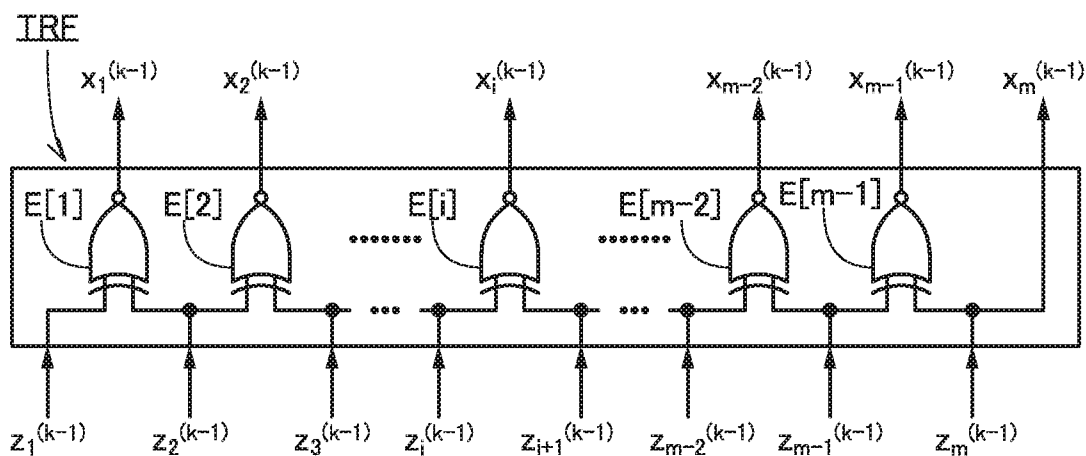 TRF
x₁⁽ᵏ⁻¹⁾ x₂⁽ᵏ⁻¹⁾ xᵢ⁽ᵏ⁻¹⁾ xₘ₋₂⁽ᵏ⁻¹⁾ xₘ₋₁⁽ᵏ⁻¹⁾ xₘ⁽ᵏ⁻¹⁾
E[1] E[2] E[i] E[m-2] E[m-1]
z₁⁽ᵏ⁻¹⁾ z₂⁽ᵏ⁻¹⁾ z₃⁽ᵏ⁻¹⁾ zᵢ⁽ᵏ⁻¹⁾ zᵢ₊₁⁽ᵏ⁻¹⁾ zₘ₋₂⁽ᵏ⁻¹⁾ zₘ₋₁⁽ᵏ⁻¹⁾ zₘ⁽ᵏ⁻¹⁾